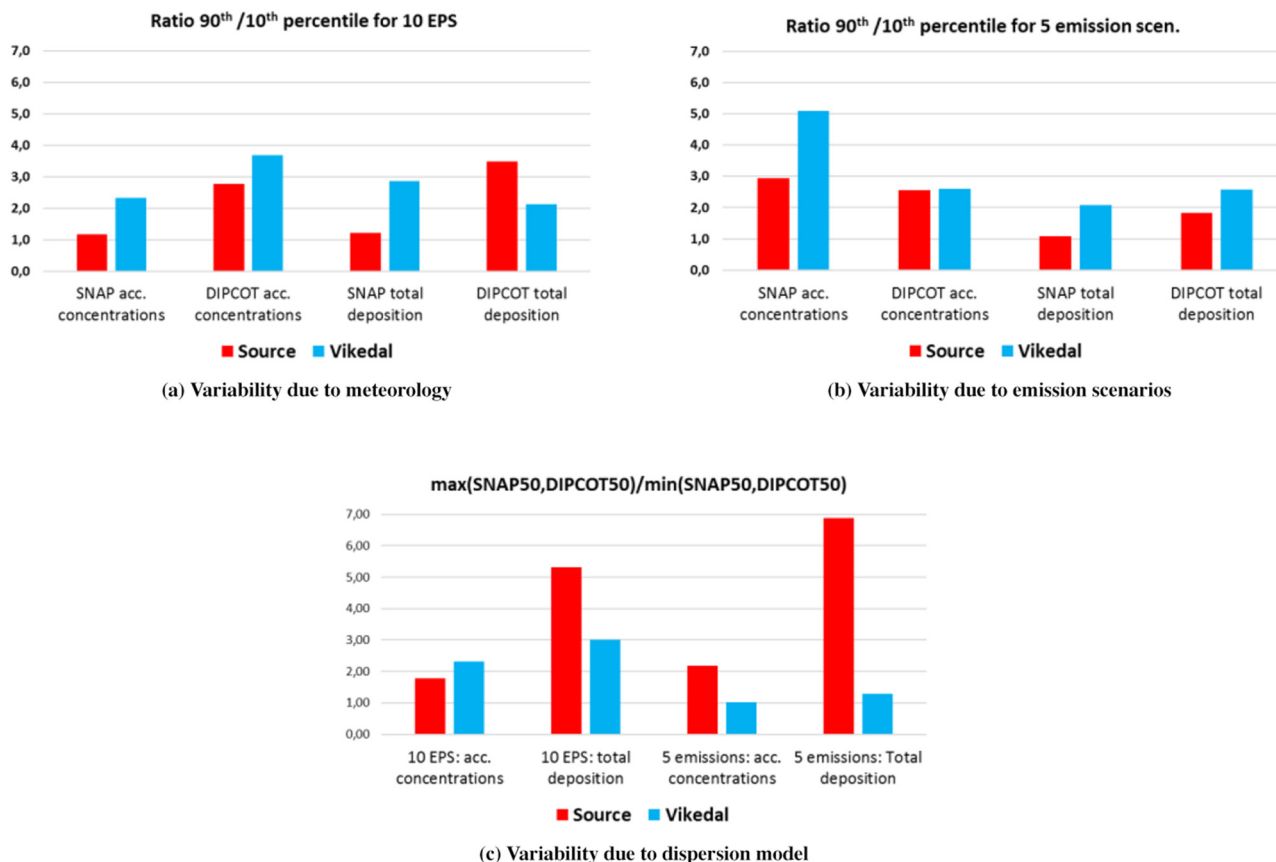 Ratio 90th /10th percentile for 10 EPS
7,0
6,0
5,0
4,0
3,0
2,0
1,0
0,0
SNAP acc. DIPCOT acc. SNAP total DIPCOT total
concentrations concentrations deposition deposition
Source Vikedal
(a) Variability due to meteorology
Ratio 90th /10th percentile for 5 emission scen.
7,0
6,0
5,0
4,0
3,0
2,0
1,0
0,0
SNAP acc. DIPCOT acc. SNAP total DIPCOT total
concentrations concentrations deposition deposition
Source Vikedal
(b) Variability due to emission scenarios
max(SNAP50,DIPCOT50)/min(SNAP50,DIPCOT50)
7,00
6,00
5,00
4,00
3,00
2,00
1,00
0,00
10 EPS: acc. 10 EPS: total 5 emissions: acc. 5 emissions: Total
concentrations deposition concentrations deposition
Source Vikedal
(c) Variability due to dispersion model